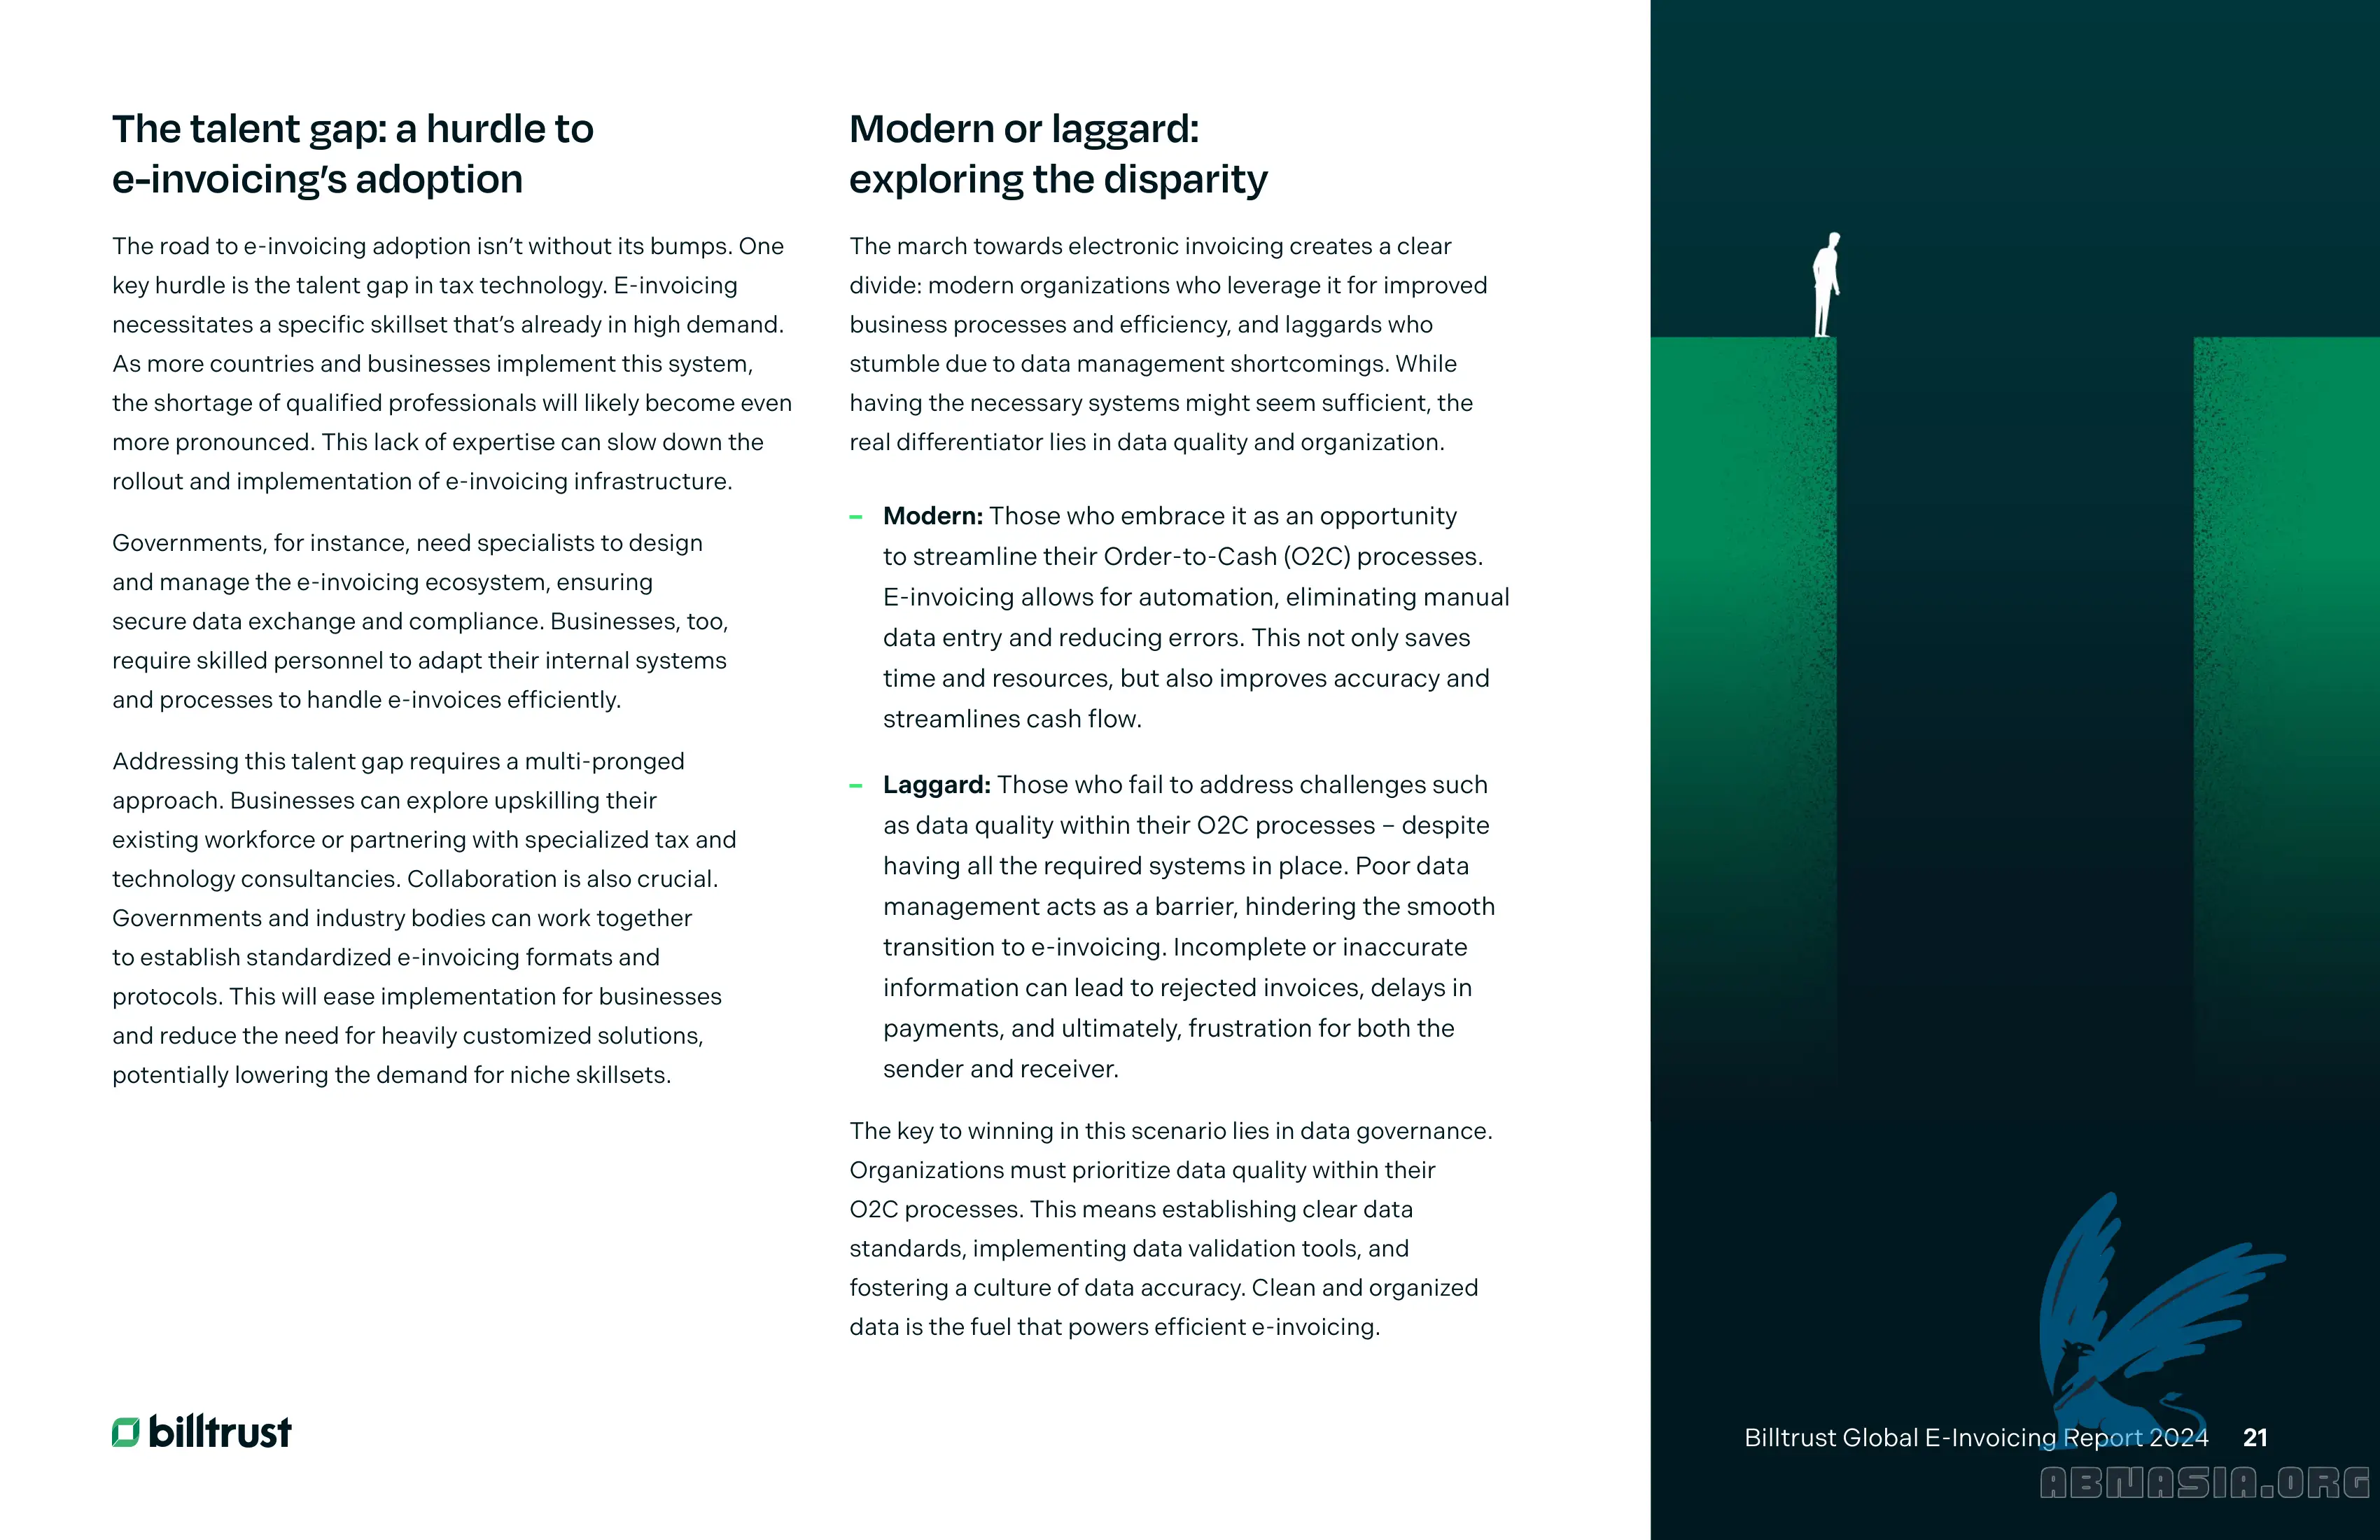 The talent gap: a hurdle to
e-invoicing’s adoption
The road to e-invoicing adoption isn’t without its bumps. One
key hurdle is the talent gap in tax technology. E-invoicing
necessitates a specific skillset that’s already in high demand.
As more countries and businesses implement this system,
the shortage of qualified professionals will likely become even
more pronounced. This lack of expertise can slow down the
rollout and implementation of e-invoicing infrastructure.
Governments, for instance, need specialists to design
and manage the e-invoicing ecosystem, ensuring
secure data exchange and compliance. Businesses, too,
require skilled personnel to adapt their internal systems
and processes to handle e-invoices efficiently.
Addressing this talent gap requires a multi-pronged
approach. Businesses can explore upskilling their
existing workforce or partnering with specialized tax and
technology consultancies. Collaboration is also crucial.
Governments and industry bodies can work together
to establish standardized e-invoicing formats and
protocols. This will ease implementation for businesses
and reduce the need for heavily customized solutions,
potentially lowering the demand for niche skillsets.
Modern or laggard:
exploring the disparity
The march towards electronic invoicing creates a clear
divide: modern organizations who leverage it for improved
business processes and efficiency, and laggards who
stumble due to data management shortcomings. While
having the necessary systems might seem sufficient, the
real differentiator lies in data quality and organization.
– Modern: Those who embrace it as an opportunity
to streamline their Order-to-Cash (O2C) processes.
E-invoicing allows for automation, eliminating manual
data entry and reducing errors. This not only saves
time and resources, but also improves accuracy and
streamlines cash flow.
– Laggard: Those who fail to address challenges such
as data quality within their O2C processes – despite
having all the required systems in place. Poor data
management acts as a barrier, hindering the smooth
transition to e-invoicing. Incomplete or inaccurate
information can lead to rejected invoices, delays in
payments, and ultimately, frustration for both the
sender and receiver.
The key to winning in this scenario lies in data governance.
Organizations must prioritize data quality within their
O2C processes. This means establishing clear data
standards, implementing data validation tools, and
fostering a culture of data accuracy. Clean and organized
data is the fuel that powers efficient e-invoicing.
billtrust
Billtrust Global E-Invoicing Report 2024 21
ABNASIA.ORG